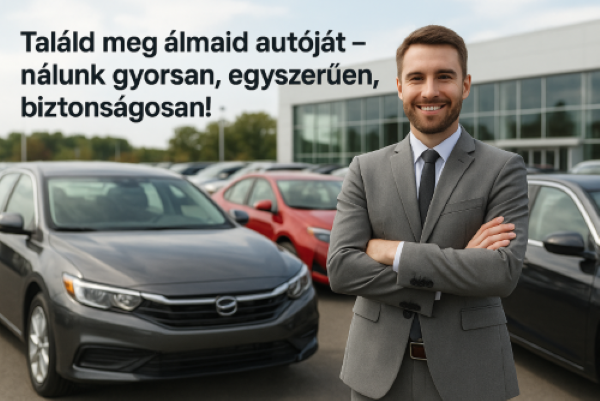 Találd meg álmaid autóját –
nálunk gyorsan, egyszerűen,
biztonságosan!